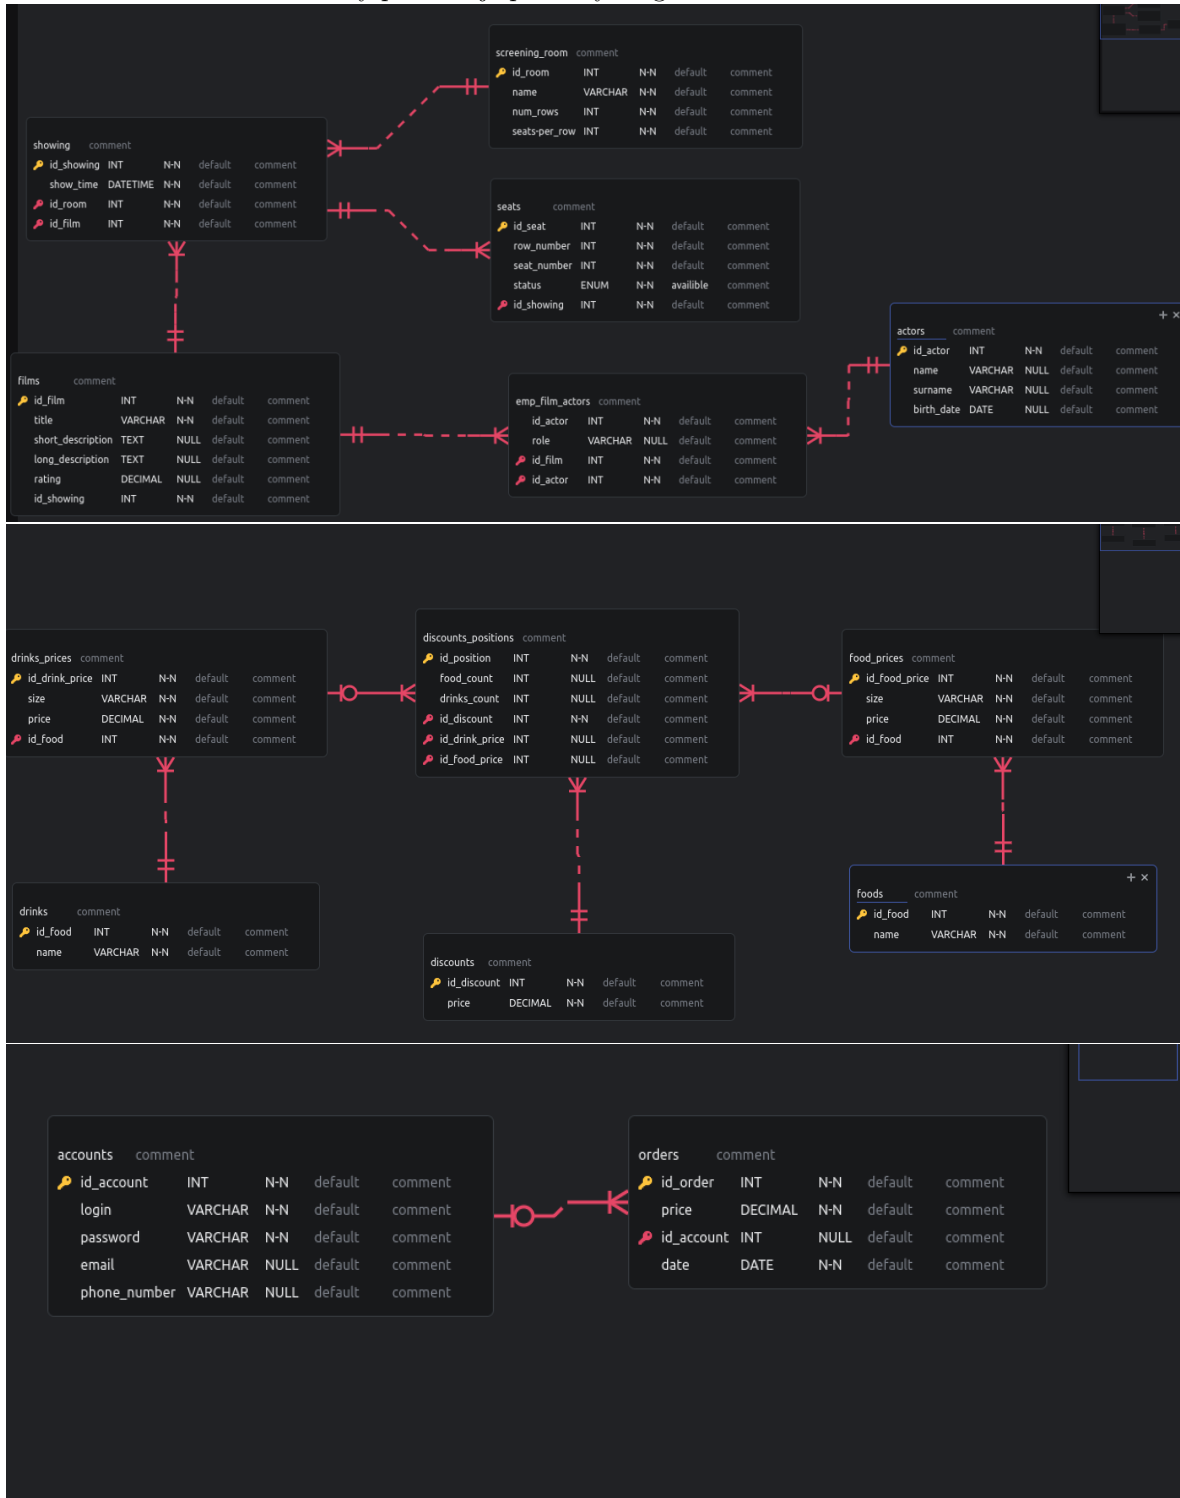 screening_room comment
id_room INT N-N default comment
name VARCHAR N-N default comment
num_rows INT N-N default comment
seats-per_row INT N-N default comment
showing comment
id_showing INT N-N default comment
show_time DATETIME N-N default comment
id_room INT N-N default comment
id_film INT N-N default comment
seats comment
id_seat INT N-N default comment
row_number INT N-N default comment
seat_number INT N-N default comment
status ENUM N-N availible comment
id_showing INT N-N default comment
actors comment
id_actor INT N-N default comment
name VARCHAR NULL default comment
surname VARCHAR NULL default comment
birth_date DATE NULL default comment
films comment
id_film INT N-N default comment
title VARCHAR N-N default comment
short_description TEXT NULL default comment
long_description TEXT NULL default comment
rating DECIMAL NULL default comment
id_showing INT N-N default comment
emp_film_actors comment
id_actor INT N-N default comment
role VARCHAR NULL default comment
id_film INT N-N default comment
id_actor INT N-N default comment
drinks_prices comment
id_drink_price INT N-N default comment
size VARCHAR N-N default comment
price DECIMAL N-N default comment
id_food INT N-N default comment
discounts_positions comment
id_position INT N-N default comment
food_count INT NULL default comment
drinks_count INT NULL default comment
id_discount INT N-N default comment
id_drink_price INT NULL default comment
id_food_price INT NULL default comment
food_prices comment
id_food_price INT N-N default comment
size VARCHAR N-N default comment
price DECIMAL N-N default comment
id_food INT N-N default comment
drinks comment
id_food INT N-N default comment
name VARCHAR N-N default comment
discounts comment
id_discount INT N-N default comment
price DECIMAL N-N default comment
foods comment
id_food INT N-N default comment
name VARCHAR N-N default comment
accounts comment
id_account INT N-N default comment
login VARCHAR N-N default comment
password VARCHAR N-N default comment
email VARCHAR NULL default comment
phone_number VARCHAR NULL default comment
orders comment
id_order INT N-N default comment
price DECIMAL N-N default comment
id_account INT NULL default comment
date DATE N-N default comment